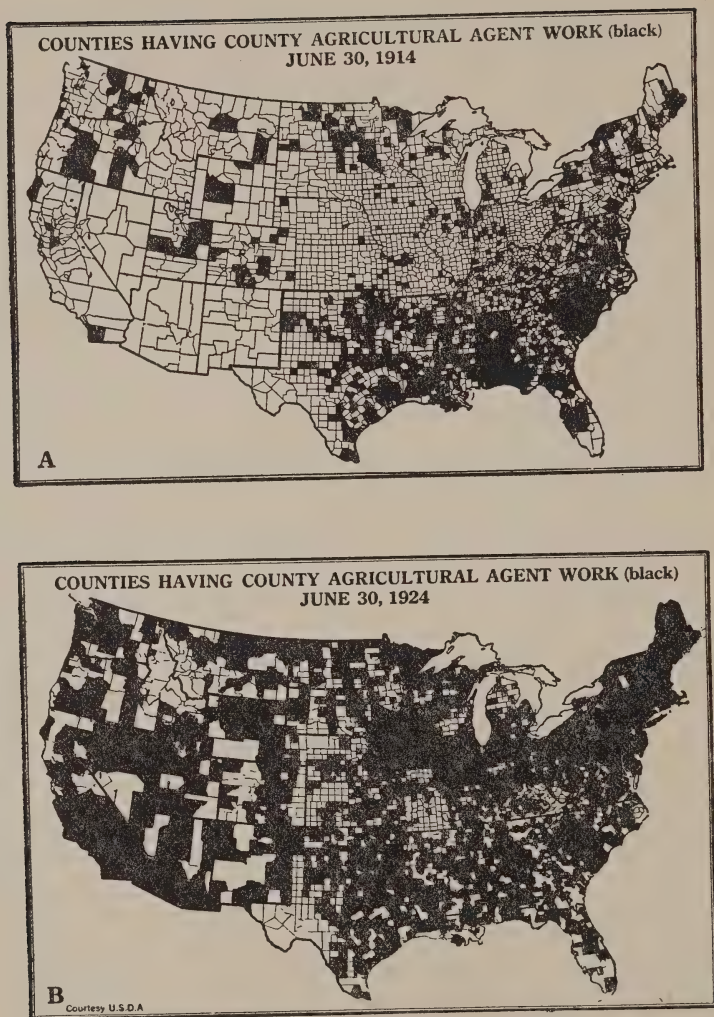 COUNTIES HAVING COUNTY AGRICULTURAL AGENT WORK (black)
JUNE 30, 1914
A
COUNTIES HAVING COUNTY AGRICULTURAL AGENT WORK (black)
JUNE 30, 1924
B
Courtesy U.S.D.A